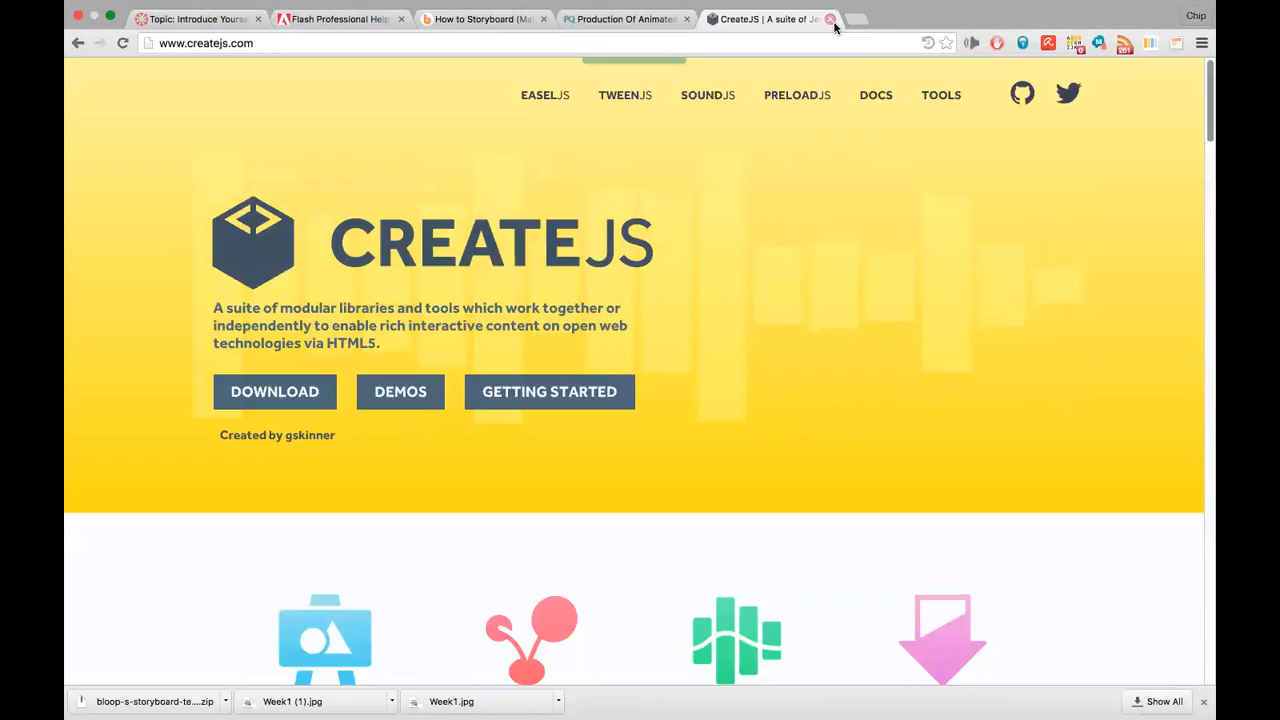 Topic: Introduce Yourse
Flash Professional Help
How to Storyboard (Ma
Production Of Animated
CreateJS | A suite of Ja
Chip
www.createjs.com
0
261
EASELJS
TWEENJS
SOUNDJS
PRELOADJS
DOCS
TOOLS
CREATEJS
A suite of modular libraries and tools which work together or
independently to enable rich interactive content on open web
technologies via HTML5.
DOWNLOAD
DEMOS
GETTING STARTED
Created by gskinner
bloop-s-storyboard-te....zip
Week1 (1).jpg
Week1.jpg
Show All